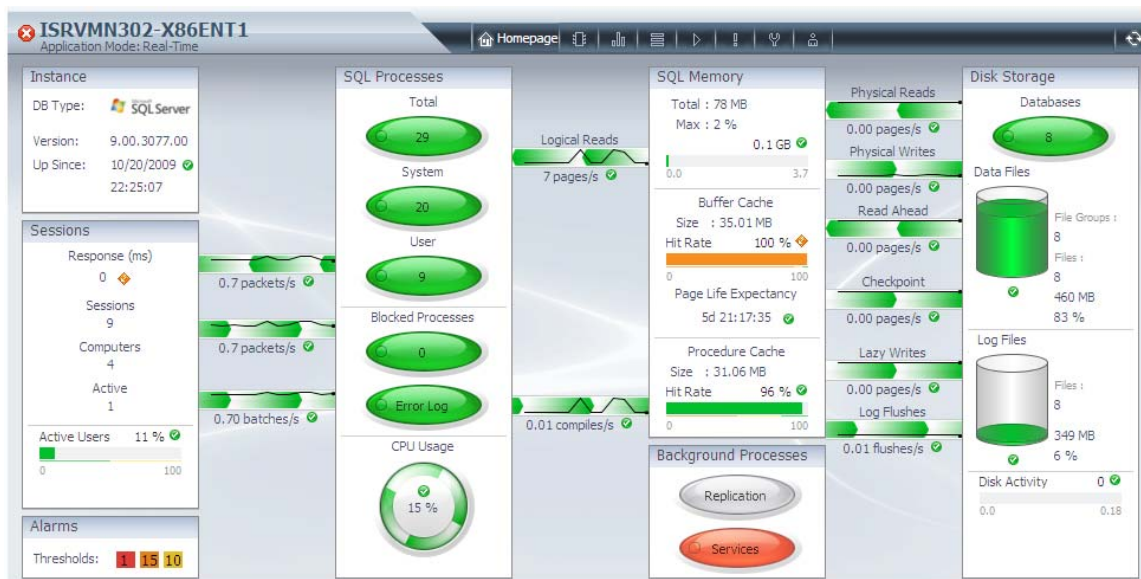 ISRVMN302-X86ENT1
Application Mode: Real-Time
Homepage
Instance
DB Type: Microsoft SQL Server
Version: 9.00.3077.00
Up Since: 10/20/2009
22:25:07
Sessions
Response (ms)
0
Sessions
9
Computers
4
Active
1
Active Users 11 %
0 100
Alarms
Thresholds: 1 15 10
0.7 packets/s
0.7 packets/s
0.70 batches/s
SQL Processes
Total
29
System
20
User
9
Blocked Processes
0
Error Log
CPU Usage
15 %
Logical Reads
7 pages/s
0.01 compiles/s
SQL Memory
Total : 78 MB
Max : 2 %
0.1 GB
0.0 3.7
Buffer Cache
Size : 35.01 MB
Hit Rate 100 %
0 100
Page Life Expectancy
5d 21:17:35
Procedure Cache
Size : 31.06 MB
Hit Rate 96 %
0 100
Background Processes
Replication
Services
Physical Reads
0.00 pages/s
Physical Writes
0.00 pages/s
Read Ahead
0.00 pages/s
Checkpoint
0.00 pages/s
Lazy Writes
0.00 pages/s
Log Flushes
0.01 flushes/s
Disk Storage
Databases
8
Data Files
File Groups :
8
Files :
8
460 MB
83 %
Log Files
Files :
8
349 MB
6 %
Disk Activity 0
0.0 0.18